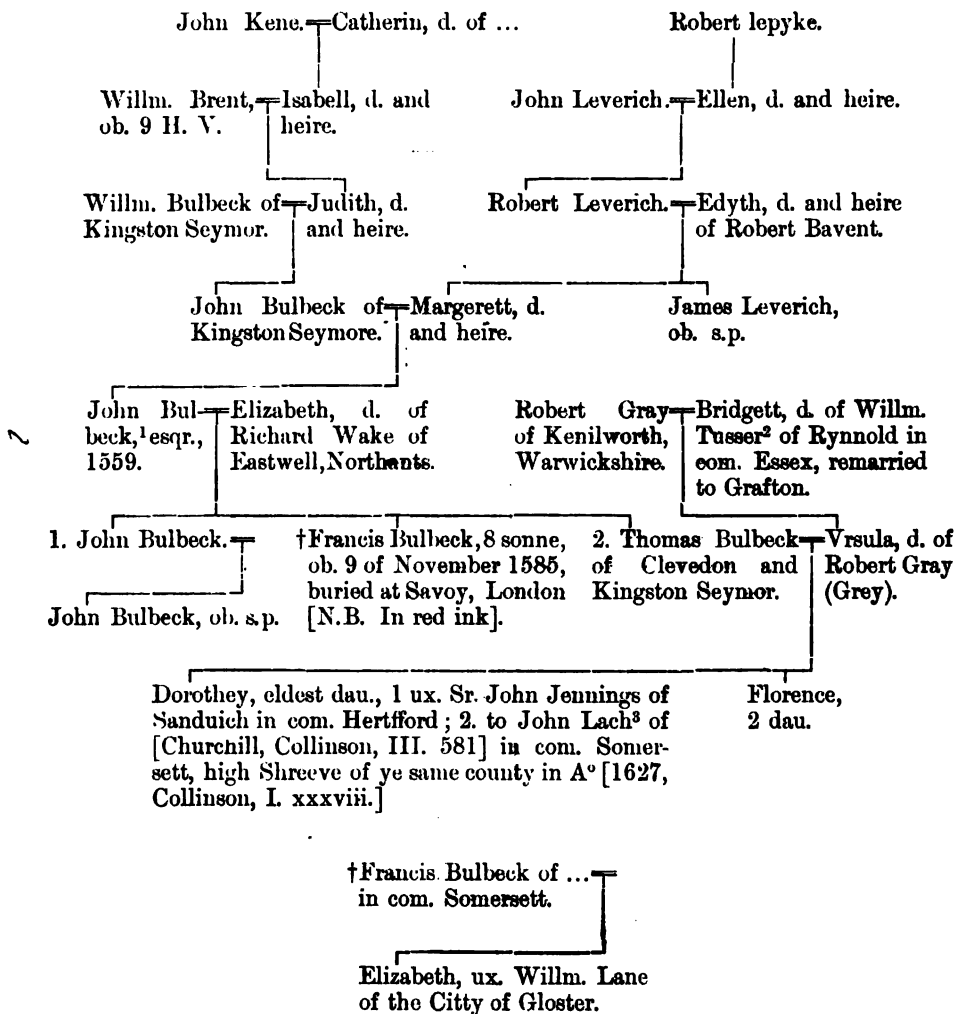 John Kene. Catherin, d. of ...
Robert lepyke.
Willm. Brent,
ob. 9 H. V.
Isabell, d. and
heire.
John Leverich. Ellen, d. and heire.
Willm. Bulbeck of
Kingston Seymor.
Judith, d.
and heire.
Robert Leverich.
Edyth, d. and heire
of Robert Bavent.
John Bulbeck of
Kingston Seymore.
Margerett, d.
and heire.
James Leverich,
ob. s.p.
John Bul-
beck,¹ esqr.,
1559.
Elizabeth, d. of
Richard Wake of
Eastwell, Northants.
Robert Gray
of Kenilworth,
Warwickshire.
Bridgett, d. of Willm.
Tusser² of Rynnold in
com. Essex, remarried
to Grafton.
1. John Bulbeck.
†Francis Bulbeck, 8 sonne,
ob. 9 of November 1585,
buried at Savoy, London
[N.B. In red ink].
2. Thomas Bulbeck
of Clevedon and
Kingston Seymor.
Vrsula, d. of
Robert Gray
(Grey).
John Bulbeck, ob. s.p.
Dorothey, eldest dau., 1 ux. Sr. John Jennings of
Sanduich in com. Hertfford; 2. to John Lach³ of
[Churchill, Collinson, III. 581] in com. Somer-
sett, high Shreeve of ye same county in Aº [1627,
Collinson, I. xxxviii.]
Florence,
2 dau.
†Francis Bulbeck of ...
in com. Somersett.
Elizabeth, ux. Willm. Lane
of the Citty of Gloster.